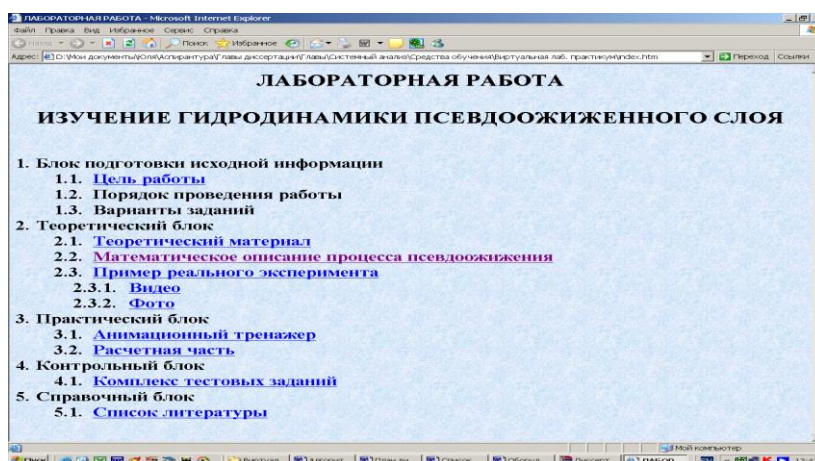 ЛАБОРАТОРНАЯ РАБОТА - Microsoft Internet Explorer
Файл Правка Вид Избранное Сервис Справка
Назад Поиск Избранное
Адрес: D:\Мои документы\Юля\Аспирантура\Главы диссертации\Главы\Системный анализ\Средства обучения\Виртуальная лаб. практикум\index.htm Переход Ссылки
ЛАБОРАТОРНАЯ РАБОТА
ИЗУЧЕНИЕ ГИДРОДИНАМИКИ ПСЕВДООЖИЖЕННОГО СЛОЯ
1. Блок подготовки исходной информации
1.1. Цель работы
1.2. Порядок проведения работы
1.3. Варианты заданий
2. Теоретический блок
2.1. Теоретический материал
2.2. Математическое описание процесса псевдоожижения
2.3. Пример реального эксперимента
2.3.1. Видео
2.3.2. Фото
3. Практический блок
3.1. Анимационный тренажер
3.2. Расчетная часть
4. Контрольный блок
4.1. Комплекс тестовых заданий
5. Справочный блок
5.1. Список литературы
Мой компьютер